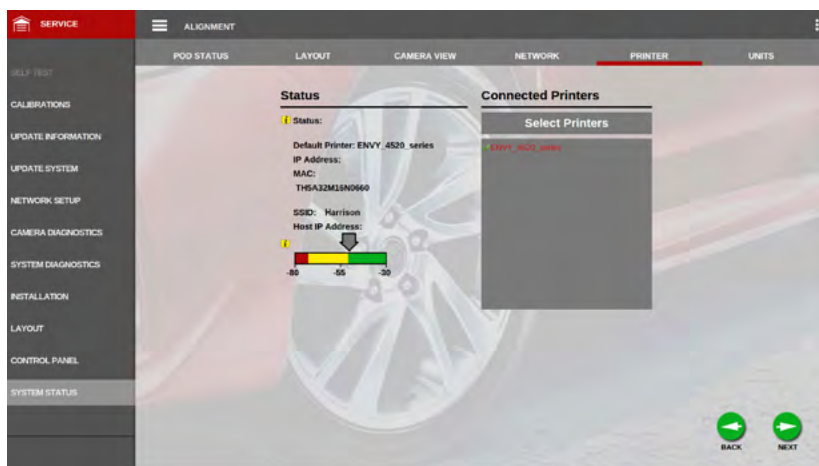 SERVICE
ALIGNMENT
POD STATUS LAYOUT CAMERA VIEW NETWORK PRINTER UNITS
SELF TEST
CALIBRATIONS
UPDATE INFORMATION
UPDATE SYSTEM
NETWORK SETUP
CAMERA DIAGNOSTICS
SYSTEM DIAGNOSTICS
INSTALLATION
LAYOUT
CONTROL PANEL
SYSTEM STATUS
Status
i Status:
Default Printer: ENVY_4520_series
IP Address:
MAC:
TH5A32M16N0660
SSID: Harrison
Host IP Address:
i
-80 -55 -30
Connected Printers
Select Printers
ENVY_4520_series
BACK NEXT